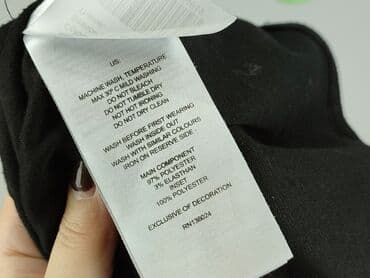 US:
MACHINE WASH, TEMPERATURE
MAX 30° C MILD WASHING
DO NOT BLEACH
DO NOT TUMBLE DRY
NOT HOT IRONING
DO NOT DRY CLEAN
WASH BEFORE FIRST WEARING
WASH INSIDE OUT
WASH WITH SIMILAR COLOURS
IRON ON RESERVE SIDE
MAIN COMPONENT
97% POLYESTER
3% ELASTHAN
INSET
100% POLYESTER
EXCLUSIVE OF DECORATION
RN136024